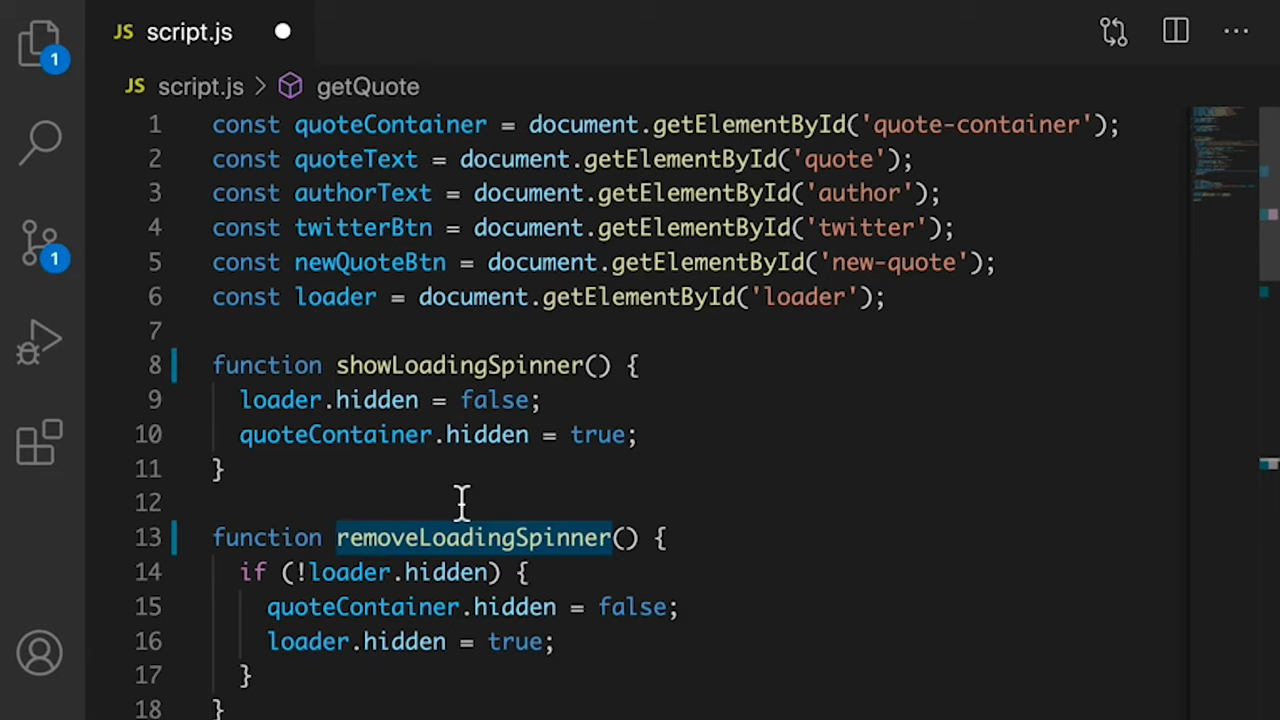 JS script.js
JS script.js > getQuote
1 const quoteContainer = document.getElementById('quote-container');
2 const quoteText = document.getElementById('quote');
3 const authorText = document.getElementById('author');
4 const twitterBtn = document.getElementById('twitter');
5 const newQuoteBtn = document.getElementById('new-quote');
6 const loader = document.getElementById('loader');
7
8 function showLoadingSpinner() {
9 loader.hidden = false;
10 quoteContainer.hidden = true;
11 }
12
13 function removeLoadingSpinner() {
14 if (!loader.hidden) {
15 quoteContainer.hidden = false;
16 loader.hidden = true;
17 }
18 }
1
1